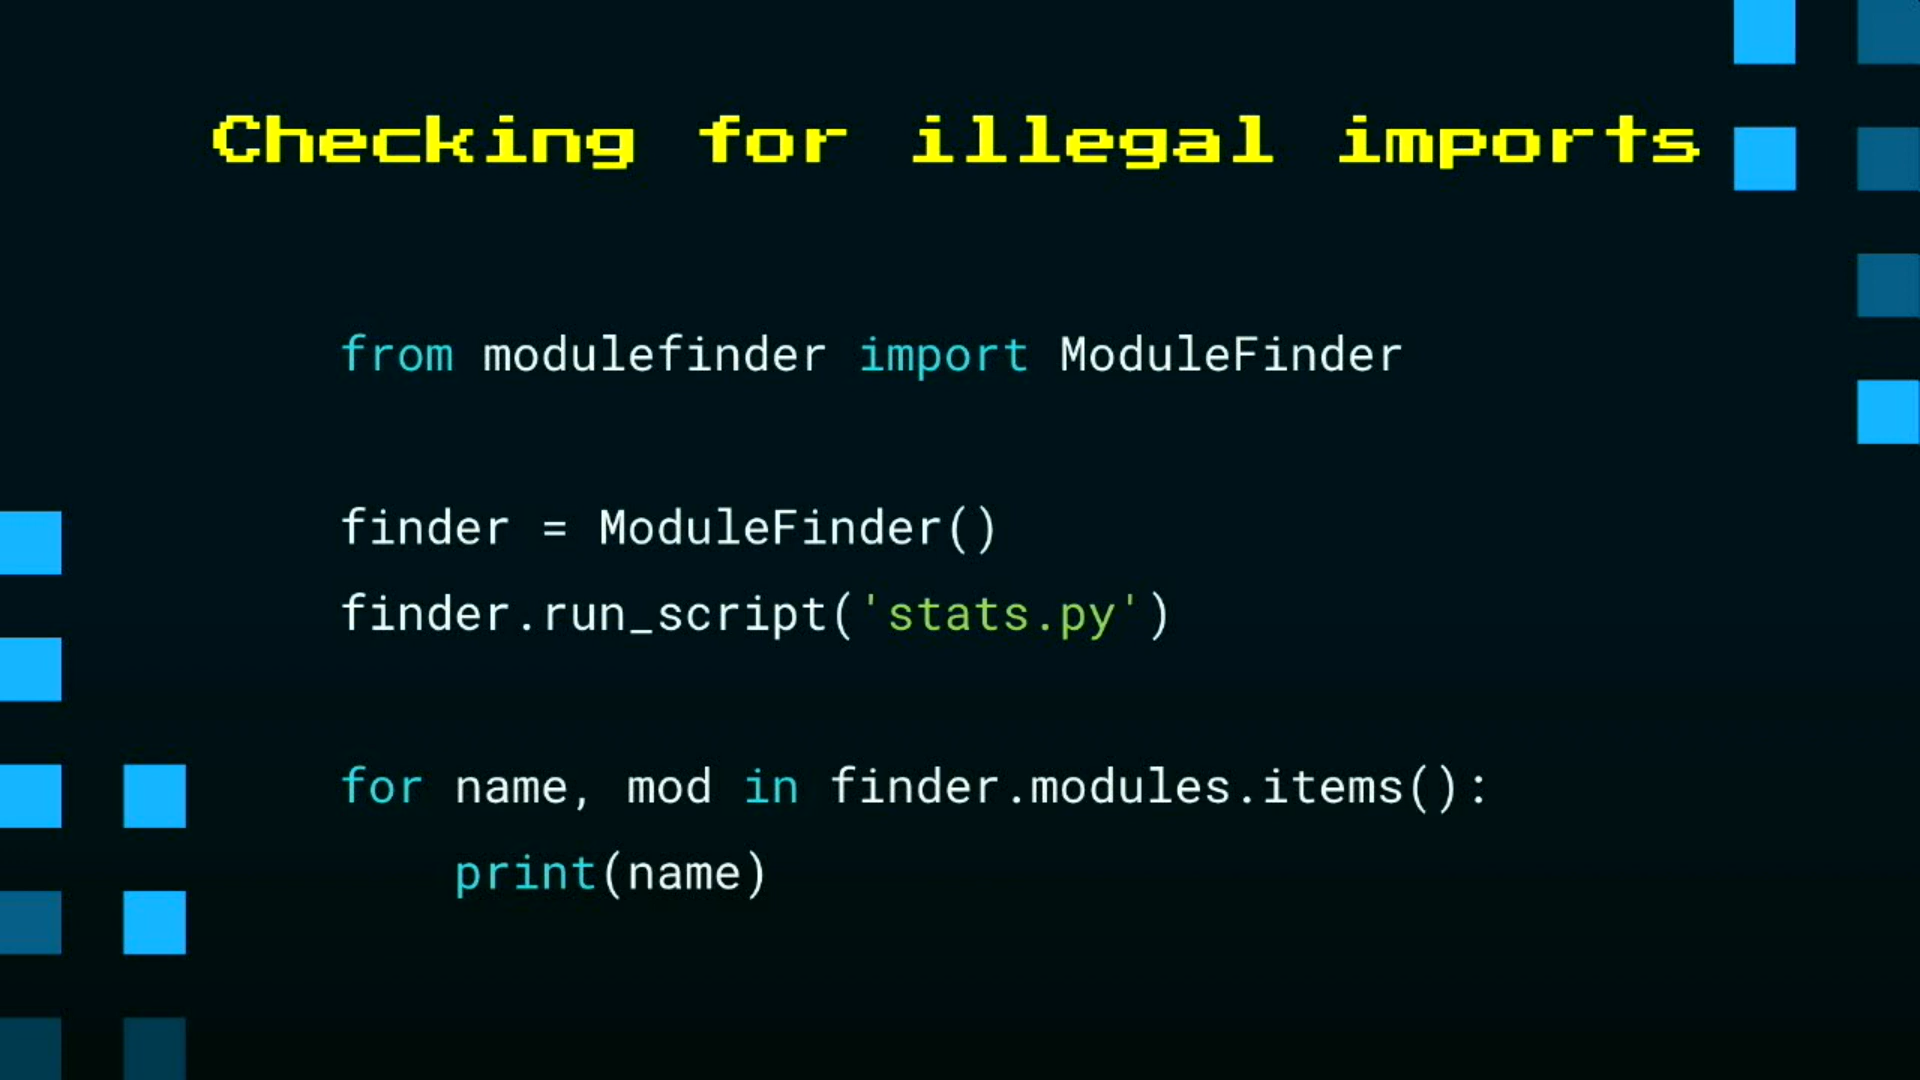 Checking for illegal imports
from modulefinder import ModuleFinder
finder = ModuleFinder()
finder.run_script('stats.py')
for name, mod in finder.modules.items():
    print(name)